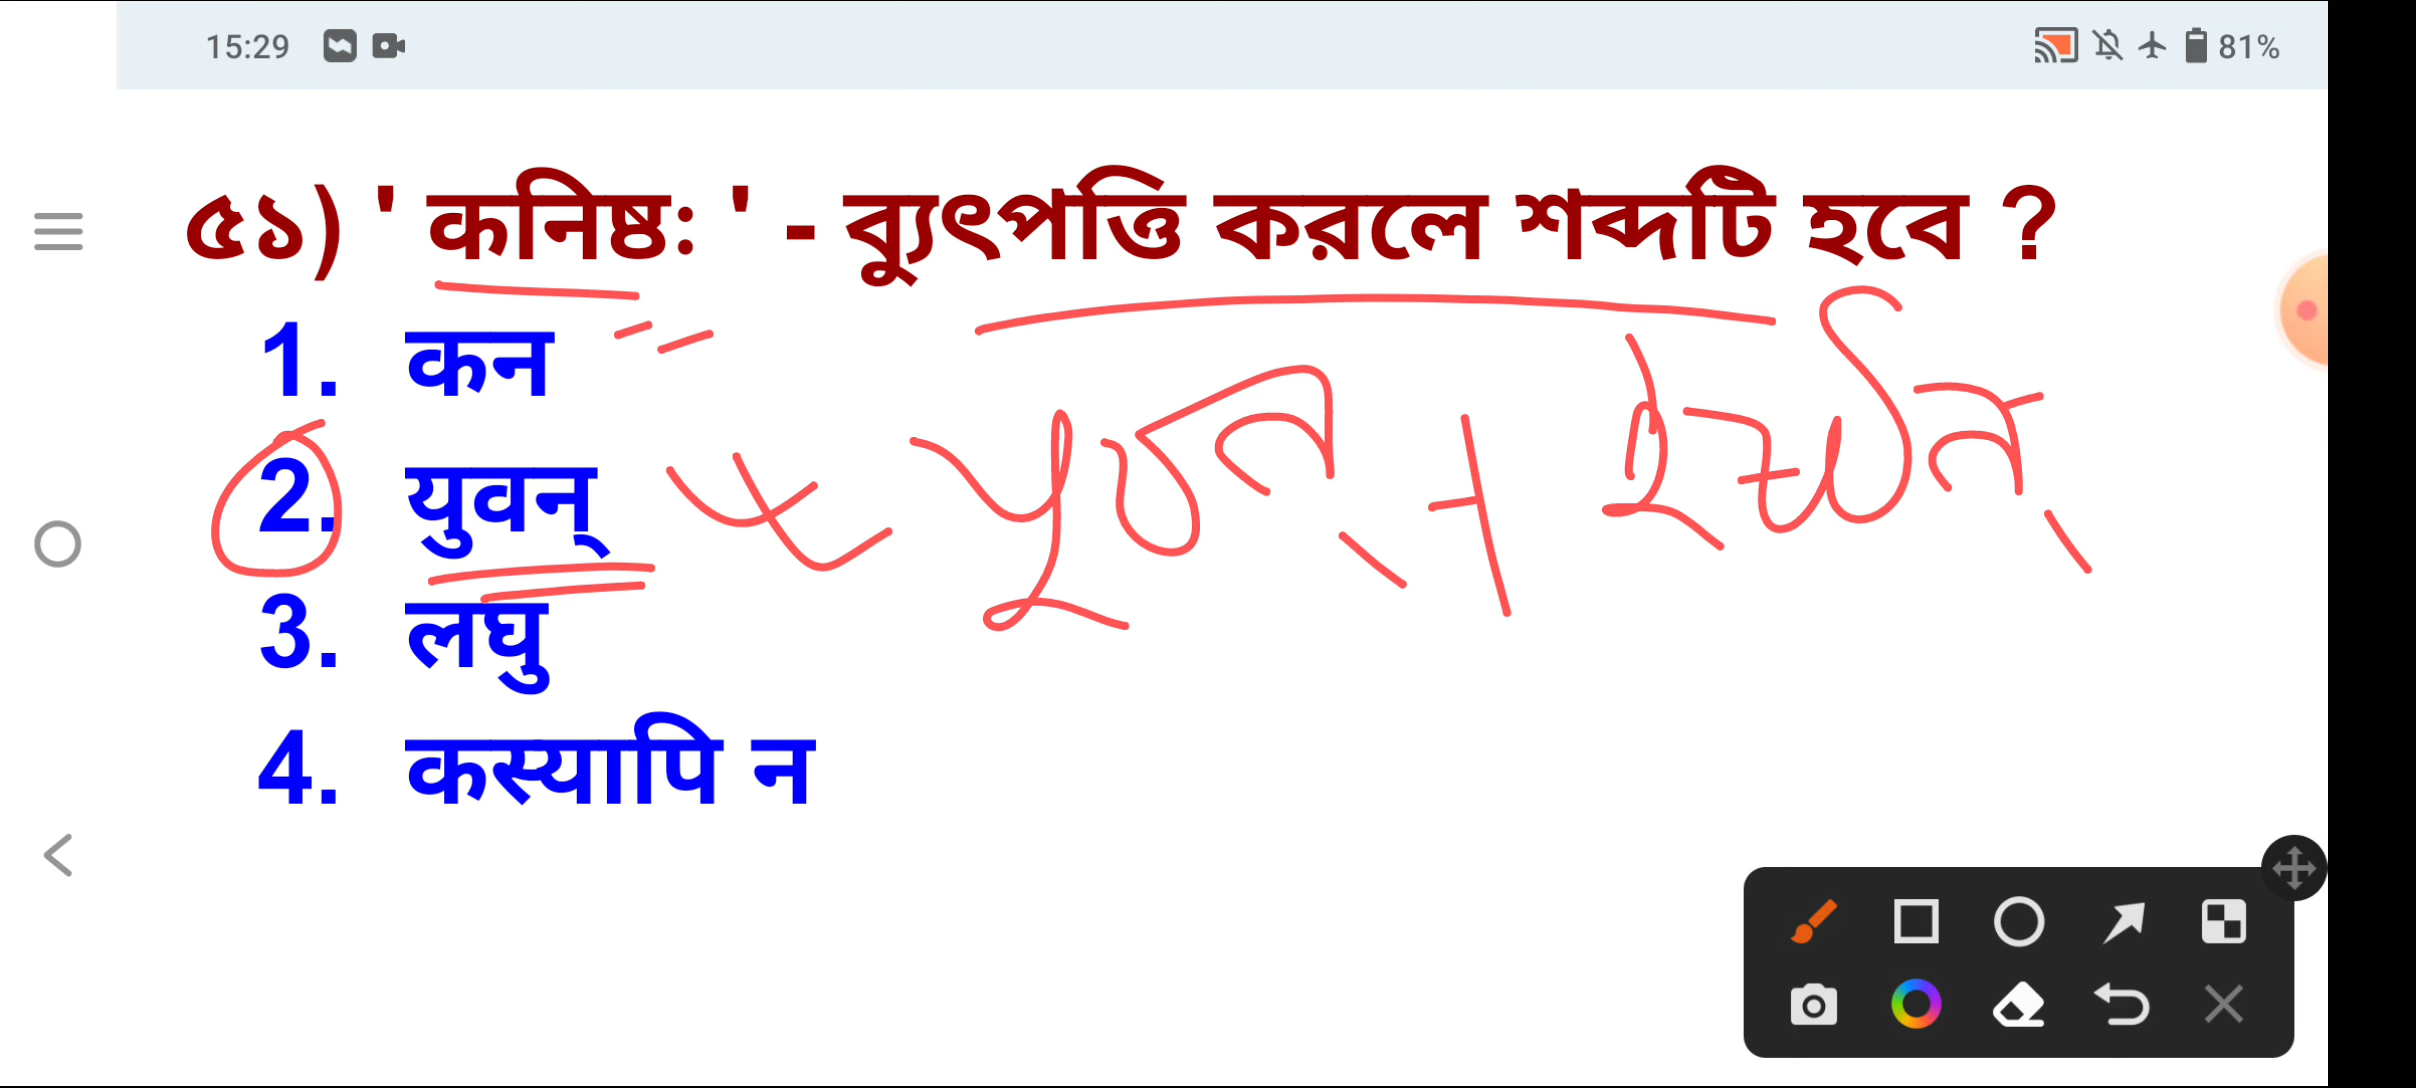 15:29 81%
৫১) ' कनिष्ठः ' - ব্যুৎপত্তি করলে শব্দটি হবে ?
1. कन
2. युवन्
3. लघु
4. कस्यापि न